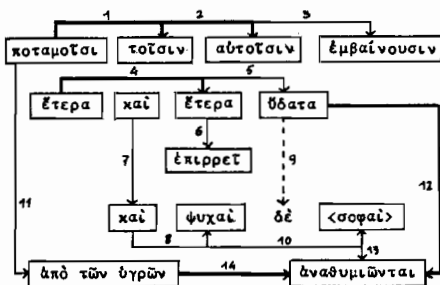 1 2 3
ποταμοῖσι τοῖσιν αὐτοῖσιν ἐμβαίνουσιν
4 5
ἕτερα καὶ ἕτερα ὕδατα
6
ἐπιρρεῖ
7 9
11 12
καὶ ψυχαὶ δὲ <σοφαὶ>
8 10
13
ἀπὸ τῶν ὑγρῶν 14 ἀναθυμιῶνται